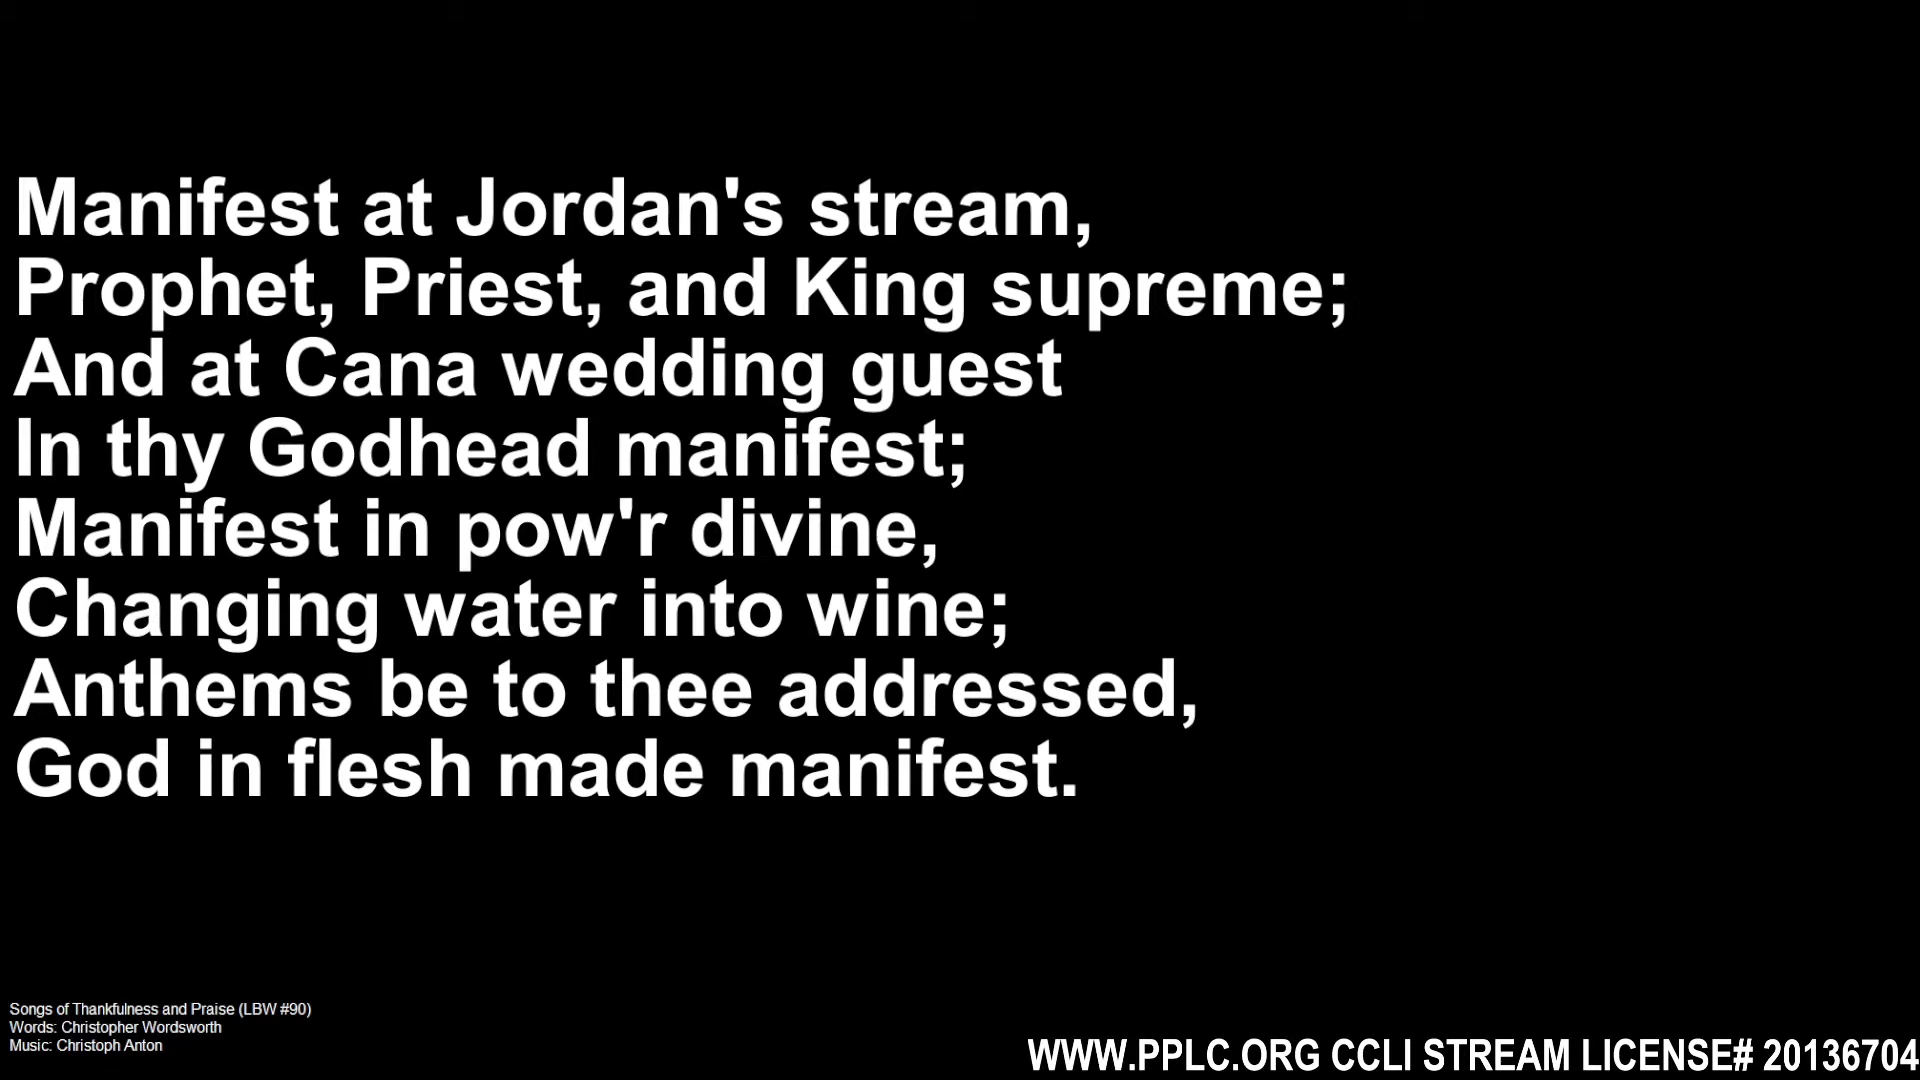 Manifest at Jordan's stream,
Prophet, Priest, and King supreme;
And at Cana wedding guest
In thy Godhead manifest;
Manifest in pow'r divine,
Changing water into wine;
Anthems be to thee addressed,
God in flesh made manifest.
Songs of Thankfulness and Praise (LBW #90)
Words: Christopher Wordsworth
Music: Christoph Anton
WWW.PPLC.ORG CCLI STREAM LICENSE# 20136704